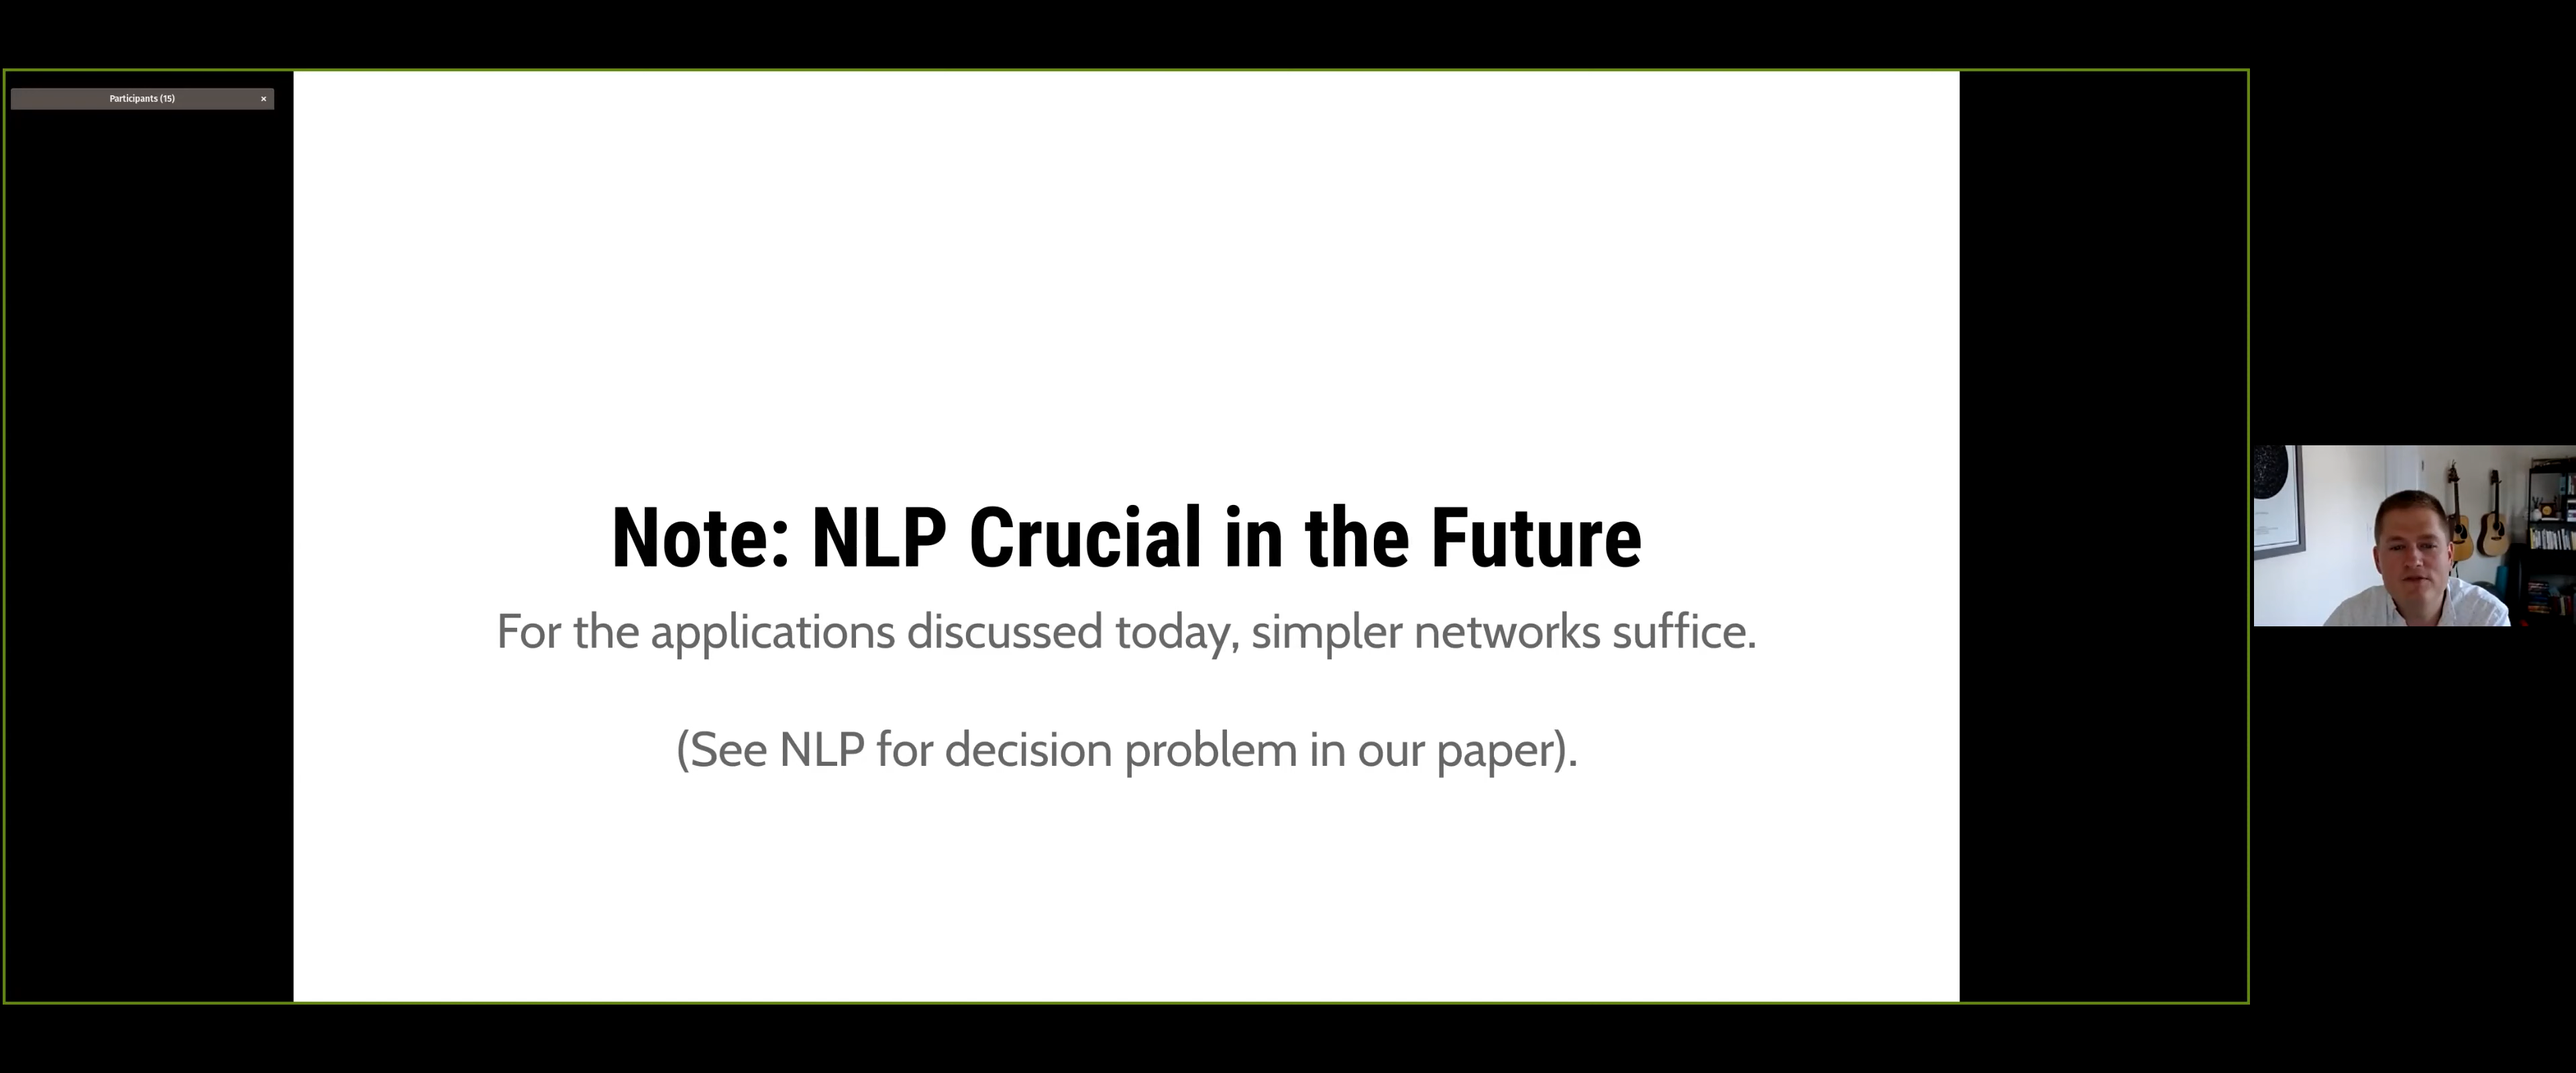 Participants (15) ×
Note: NLP Crucial in the Future
For the applications discussed today, simpler networks suffice.
(See NLP for decision problem in our paper).